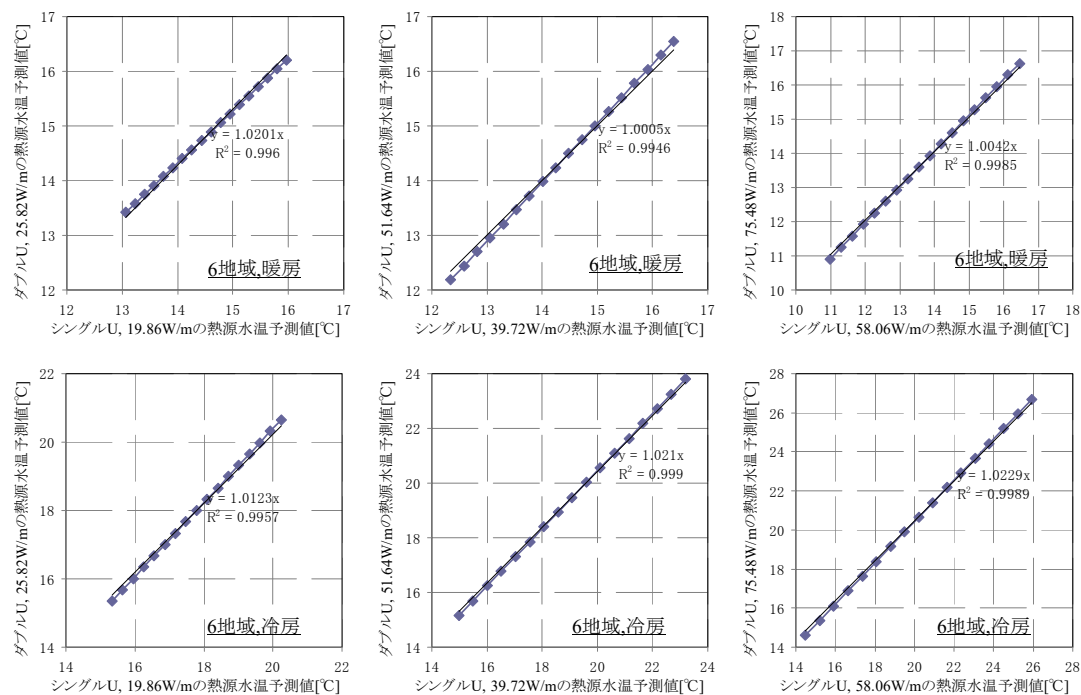 17
16
15
14
13
12
12 13 14 15 16 17
ダブルU, 25.82W/mの熱源水温予測値[℃]
シングルU, 19.86W/mの熱源水温予測値[℃]
y = 1.0201x
R² = 0.996
6地域,暖房
17
16
15
14
13
12
12 13 14 15 16 17
ダブルU, 51.64W/mの熱源水温予測値[℃]
シングルU, 39.72W/mの熱源水温予測値[℃]
y = 1.0005x
R² = 0.9946
6地域,暖房
18
17
16
15
14
13
12
11
10
10 11 12 13 14 15 16 17 18
ダブルU, 75.48W/mの熱源水温予測値[℃]
シングルU, 58.06W/mの熱源水温予測値[℃]
y = 1.0042x
R² = 0.9985
6地域,暖房
22
20
18
16
14
14 16 18 20 22
ダブルU, 25.82W/mの熱源水温予測値[℃]
シングルU, 19.86W/mの熱源水温予測値[℃]
y = 1.0123x
R² = 0.9957
6地域,冷房
24
22
20
18
16
14
14 16 18 20 22 24
ダブルU, 51.64W/mの熱源水温予測値[℃]
シングルU, 39.72W/mの熱源水温予測値[℃]
y = 1.021x
R² = 0.999
6地域,冷房
28
26
24
22
20
18
16
14
14 16 18 20 22 24 26 28
ダブルU, 75.48W/mの熱源水温予測値[℃]
シングルU, 58.06W/mの熱源水温予測値[℃]
y = 1.0229x
R² = 0.9989
6地域,冷房